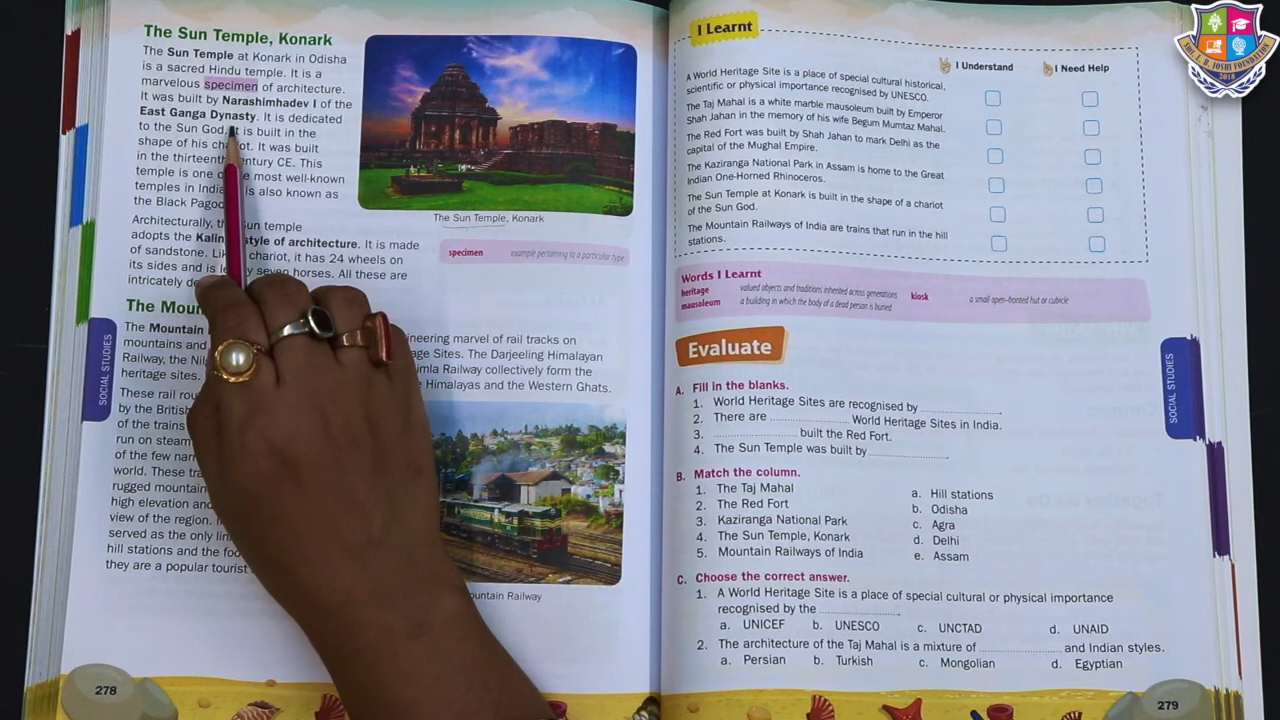 The Sun Temple, Konark
The Sun Temple at Konark in Odisha
is a sacred Hindu temple. It is a
marvelous specimen of architecture.
It was built by Narashimhadev I of the
East Ganga Dynasty. It is dedicated
to the Sun God. It is built in the
shape of his chariot. It was built
in the thirteenth century CE. This
temple is one of the most well-known
temples in India is also known as
the Black
Architecturally, the Sun temple
adopts the style of architecture. It is made
of sandstone. chariot, it has 24 wheels on
its sides and is seven horses. All these are
intricately
The Sun Temple, Konark
specimen example pertaining to a particular type
The
The Mountain
mountains and
Railway, the
heritage sites.
ineering marvel of rail tracks on
age Sites. The Darjeeling Himalayan
Railway collectively form the
Himalayas and the Western Ghats.
These rail
by the British
of the trains
run on steam
of the few
world. These
rugged mountain
high elevation and
view of the region.
served as the only
hill stations and the
they are a popular tourist
Mountain Railway
SOCIAL STUDIES
278
I Learnt
I Understand I Need Help
A World Heritage Site is a place of special cultural historical,
scientific or physical importance recognised by UNESCO.
The Taj Mahal is a white marble mausoleum built by Emperor
Shah Jahan in the memory of his wife Begum Mumtaz Mahal.
The Red Fort was built by Shah Jahan to mark Delhi as the
capital of the Mughal Empire.
The Kaziranga National Park in Assam is home to the Great
Indian One-Horned Rhinoceros.
The Sun Temple at Konark is built in the shape of a chariot
of the Sun God.
The Mountain Railways of India are trains that run in the hill
stations.
Words I Learnt
heritage valued objects and traditions inherited across generations kiosk a small open-fronted hut or cubicle
mausoleum a building in which the body of a dead person is buried
Evaluate
A. Fill in the blanks.
1. World Heritage Sites are recognised by ....................
2. There are .................... World Heritage Sites in India.
3. .................... built the Red Fort.
4. The Sun Temple was built by ....................
B. Match the column.
1. The Taj Mahal a. Hill stations
2. The Red Fort b. Odisha
3. Kaziranga National Park c. Agra
4. The Sun Temple, Konark d. Delhi
5. Mountain Railways of India e. Assam
C. Choose the correct answer.
1. A World Heritage Site is a place of special cultural or physical importance
recognised by the ....................
a. UNICEF b. UNESCO c. UNCTAD d. UNAID
2. The architecture of the Taj Mahal is a mixture of .................... and Indian styles.
a. Persian b. Turkish c. Mongolian d. Egyptian
SOCIAL STUDIES
279
SMT. L. B. JOSHI FOUNDATION
2018